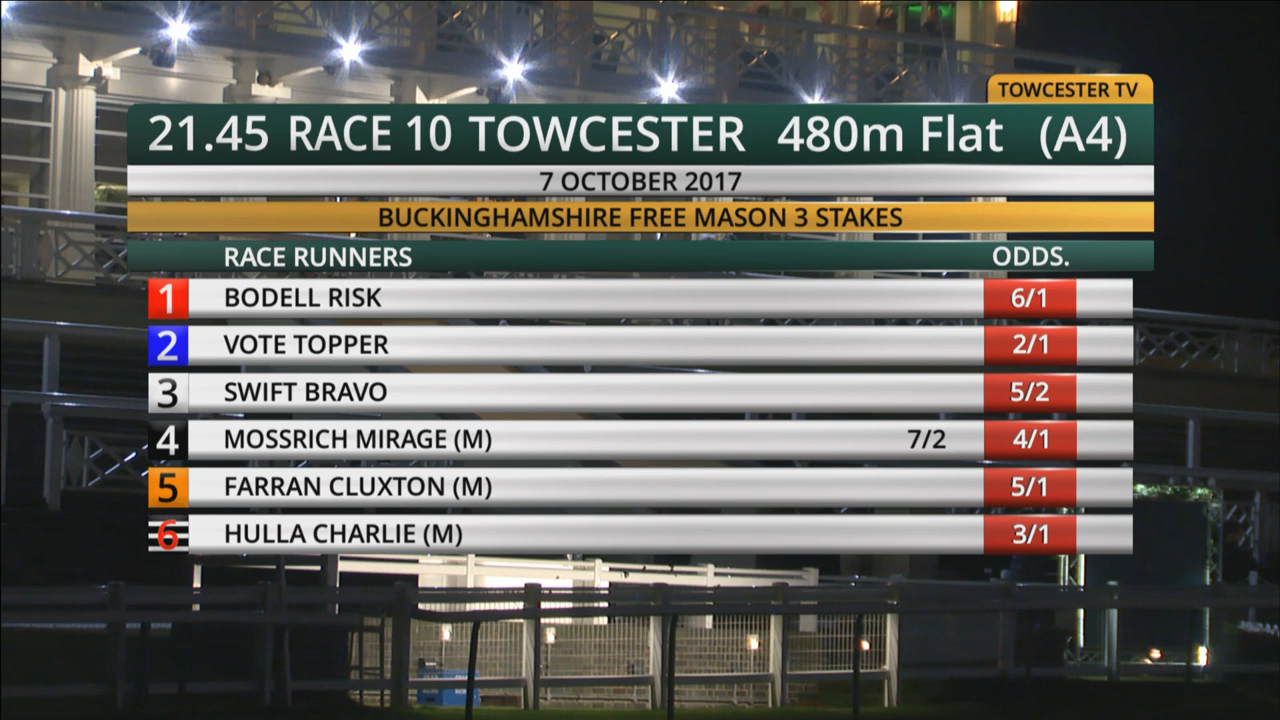 TOWCESTER TV
21.45 RACE 10 TOWCESTER 480m Flat (A4)
7 OCTOBER 2017
BUCKINGHAMSHIRE FREE MASON 3 STAKES
RACE RUNNERS ODDS.
1 BODELL RISK 6/1
2 VOTE TOPPER 2/1
3 SWIFT BRAVO 5/2
4 MOSSRICH MIRAGE (M) 7/2 4/1
5 FARRAN CLUXTON (M) 5/1
6 HULLA CHARLIE (M) 3/1